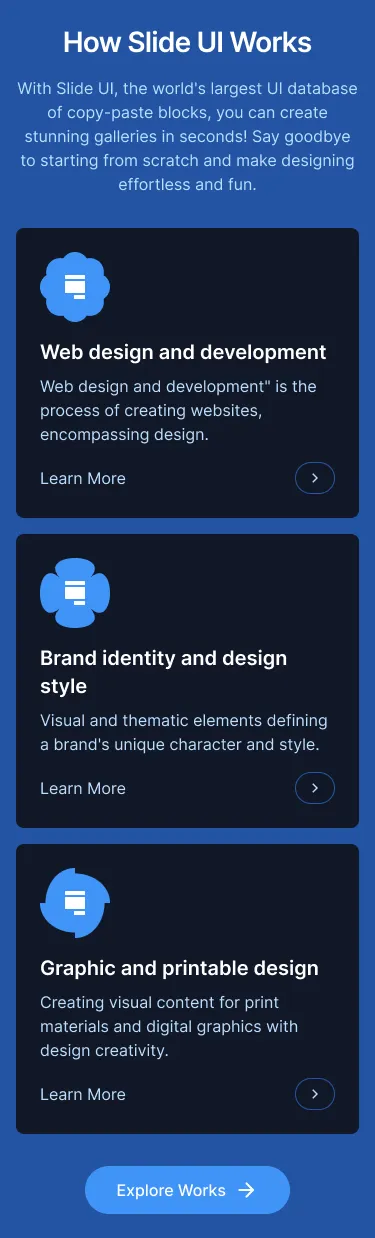 How Slide UI Works
With Slide UI, the world's largest UI database
of copy-paste blocks, you can create
stunning galleries in seconds! Say goodbye
to starting from scratch and make designing
effortless and fun.
Web design and development
Web design and development" is the
process of creating websites,
encompassing design.
Learn More
Brand identity and design
style
Visual and thematic elements defining
a brand's unique character and style.
Learn More
Graphic and printable design
Creating visual content for print
materials and digital graphics with
design creativity.
Learn More
Explore Works